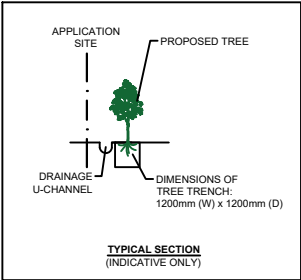 APPLICATION
SITE
PROPOSED TREE
DRAINAGE
U-CHANNEL
DIMENSIONS OF
TREE TRENCH:
1200mm (W) x 1200mm (D)
TYPICAL SECTION
(INDICATIVE ONLY)